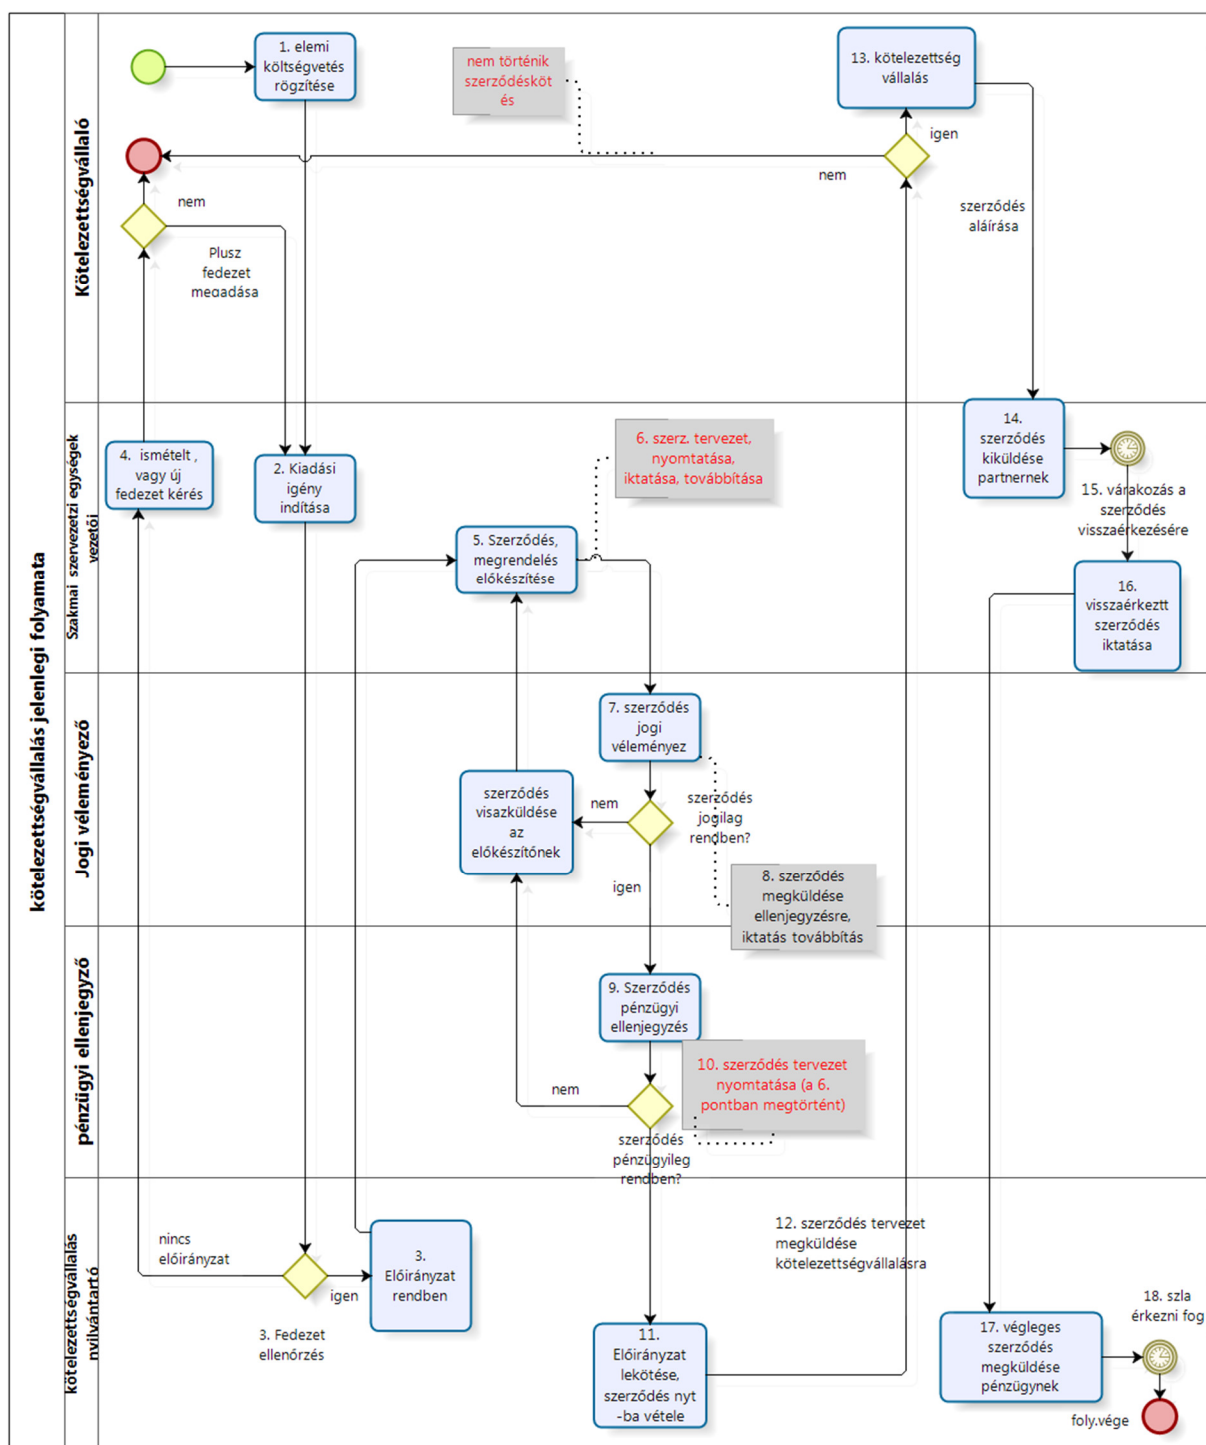 kötelezettségvállalás jelenlegi folyamata
Kötelezettségvállaló
1. elemi
költségvetés
rögzítése
nem történik
szerződésköt
és
13. kötelezettség
vállalás
igen
nem
nem
Plusz
fedezet
megadása
szerződés
aláírása
Szakmai szervezetzi egységek
vezetői
4. ismételt ,
vagy új
fedezet kérés
2. Kiadási
igény
indítása
5. Szerződés,
megrendelés
előkészítése
6. szerz. tervezet,
nyomtatása,
iktatása, továbbítása
14.
szerződés
kiküldése
partnernek
15. várakozás a
szerződés
visszaérkezésére
16.
visszaérkeztt
szerződés
iktatása
Jogi véleményező
7. szerződés
jogi
véleményez
szerződés
visazküldése
az
előkészítőnek
nem
szerződés
jogilag
rendben?
igen
8. szerződés
megküldése
ellenjegyzésre,
iktatás továbbítás
pénzügyi ellenjegyző
9. Szerződés
pénzügyi
ellenjegyzés
10. szerződés tervezet
nyomtatása (a 6.
pontban megtörtént)
nem
szerződés
pénzügyileg
rendben?
kötelezettségvállalás
nyilvántartó
nincs
előirányzat
igen
3. Fedezet
ellenőrzés
3.
Előirányzat
rendben
11.
Előirányzat
lekötése,
szerződés nyt
-ba vétele
12. szerződés tervezet
megküldése
kötelezettségvállalásra
17. végleges
szerződés
megküldése
pénzügynek
18. szla
érkezni fog
foly.vége